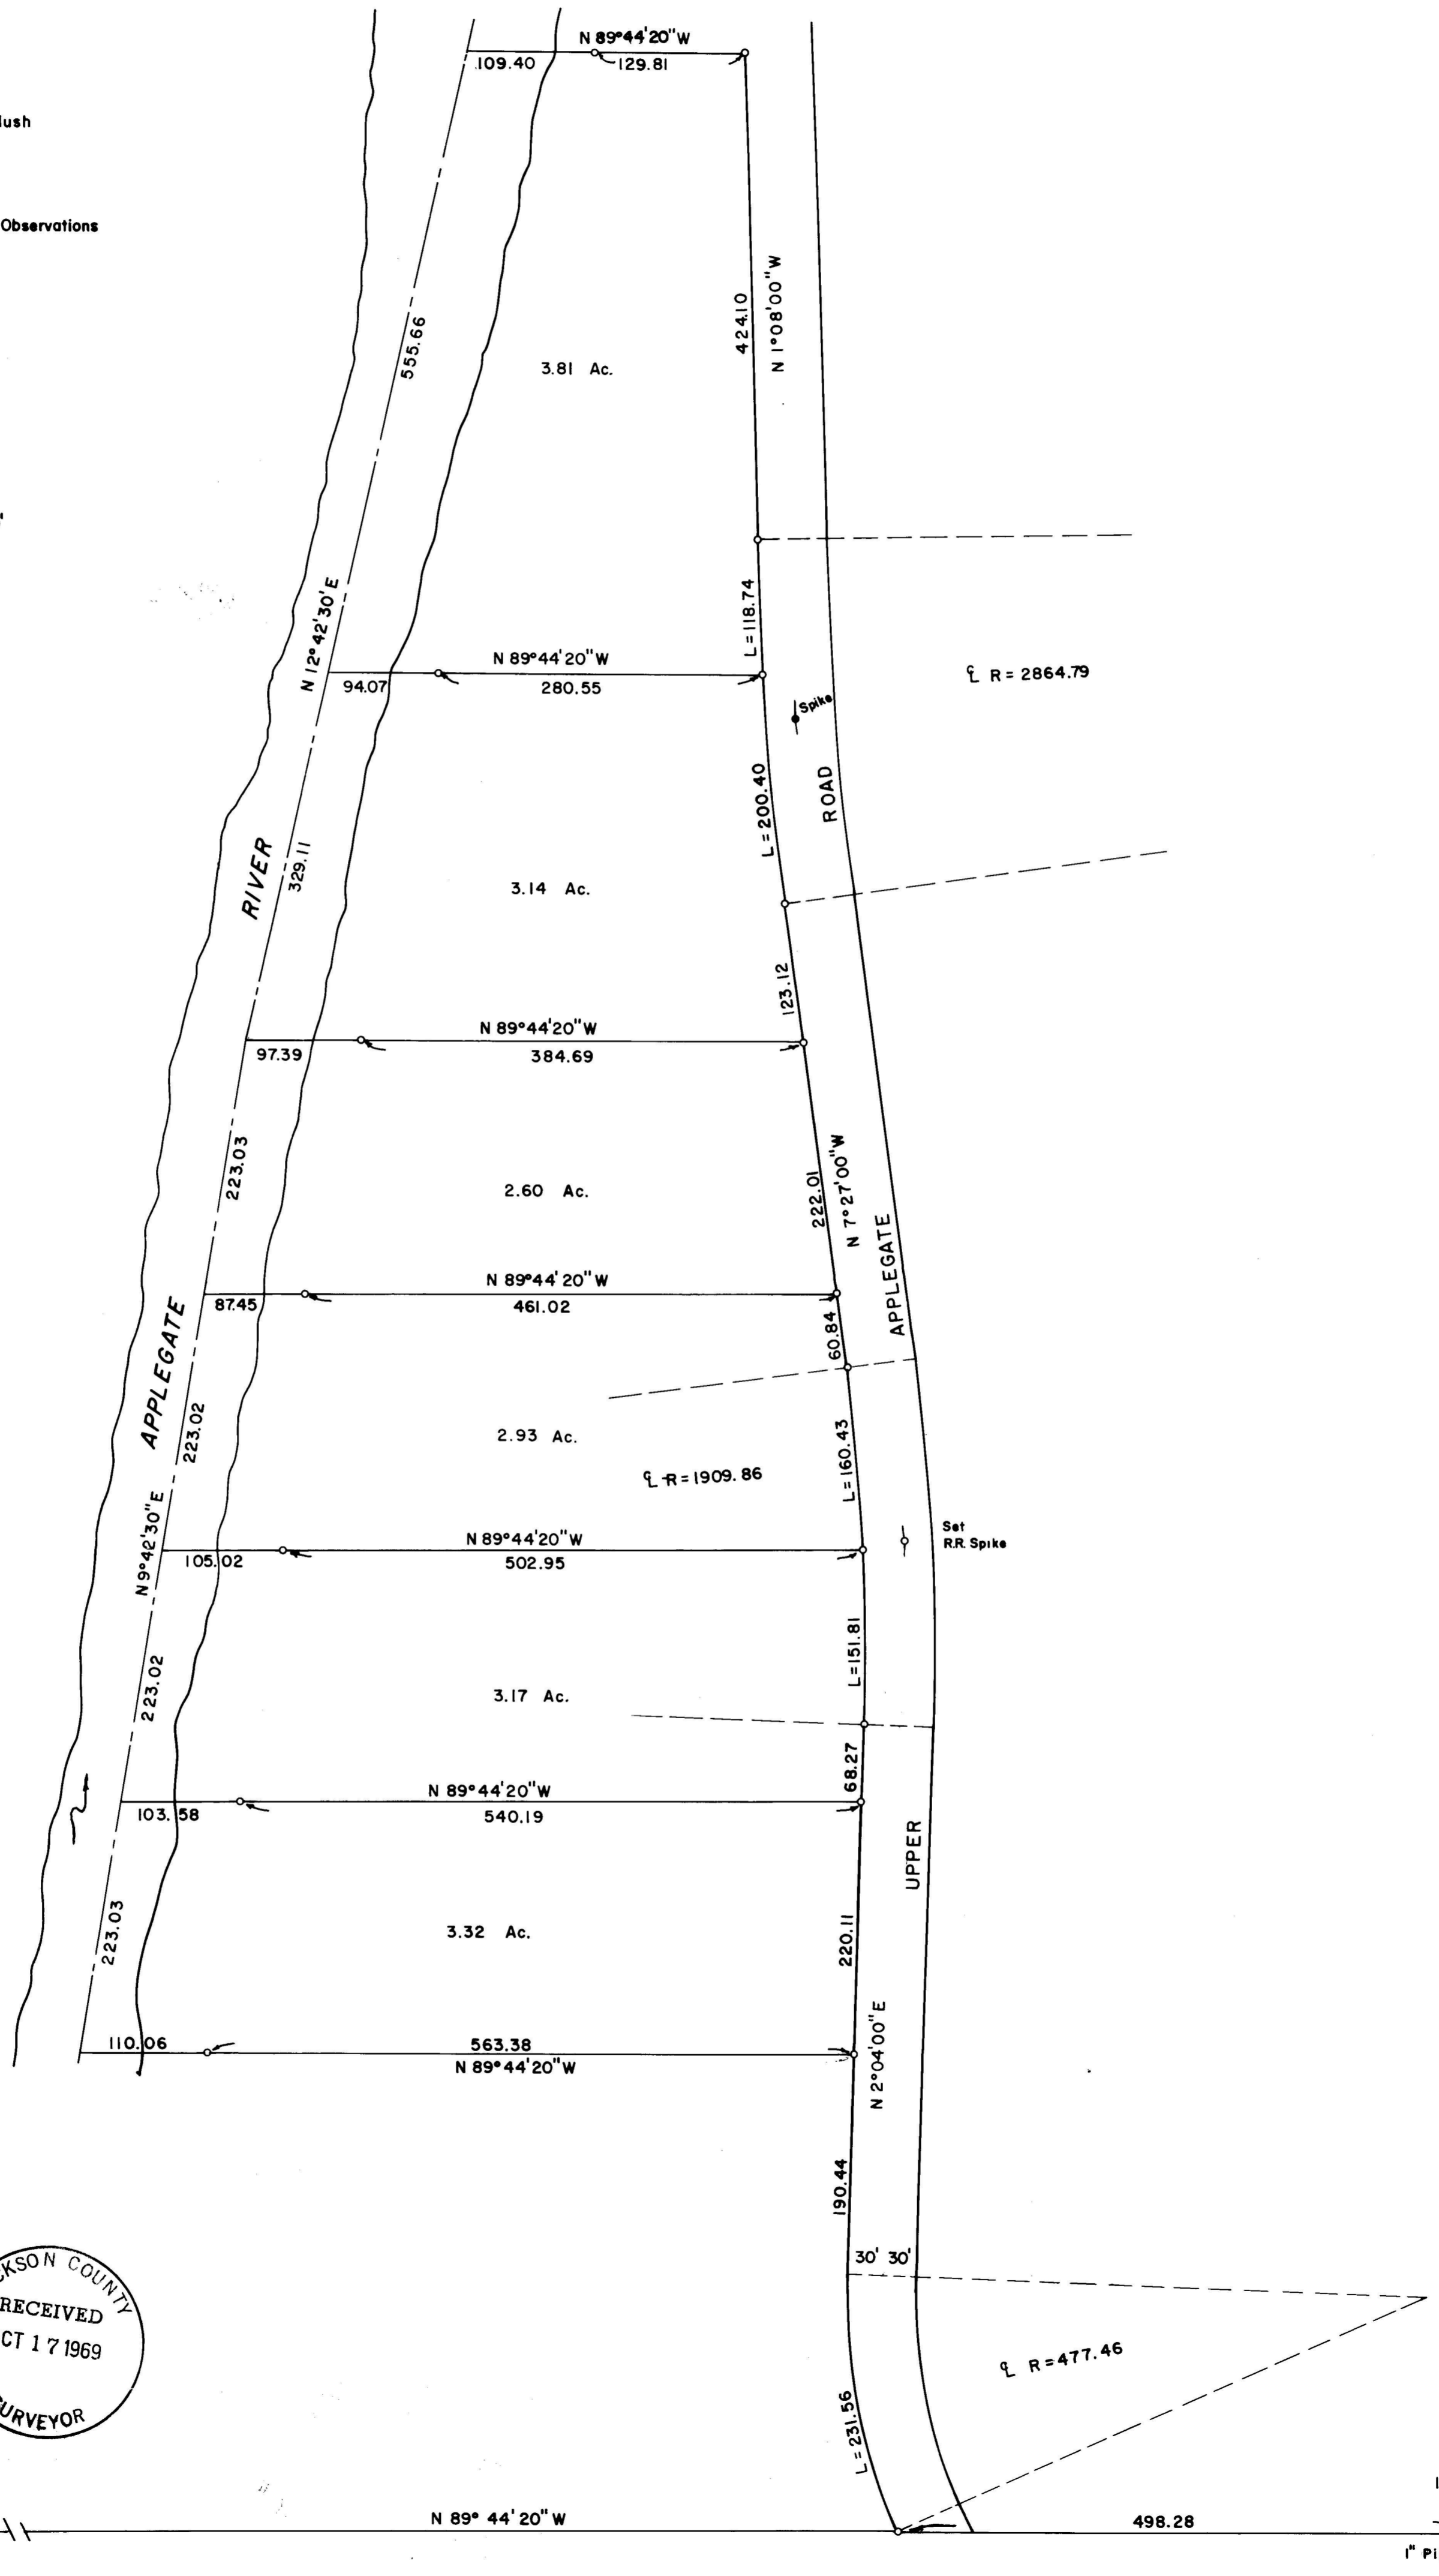 N 89°44'20"W
109.40
129.81
lush
Observations
424.10
N 1°08'00"W
555.66
3.81 Ac.
L=118.74
N 12°42'30'E
N 89°44'20"W
94.07
280.55
℄ R = 2864.79
Spike
L = 200.40
ROAD
RIVER
329.11
3.14 Ac.
123.12
N 89°44'20"W
97.39
384.69
223.03
2.60 Ac.
222.01
N 7°27'00"W
APPLEGATE
N 89°44'20"W
87.45
461.02
60.84
APPLEGATE
223.02
2.93 Ac.
L=160.43
℄ R = 1909.86
N 9°42'30"E
N 89°44'20"W
105.02
502.95
Set
R.R. Spike
L=151.81
223.02
3.17 Ac.
68.27
N 89°44'20"W
103.58
540.19
UPPER
223.03
3.32 Ac.
220.11
110.06
563.38
N 89°44'20"W
N 2°04'00"E
190.44
30' 30'
CKSON COUNTY
RECEIVED
CT 17 1969
URVEYOR
℄ R=477.46
L = 231.56
N 89° 44' 20" W
498.28
1" Pi